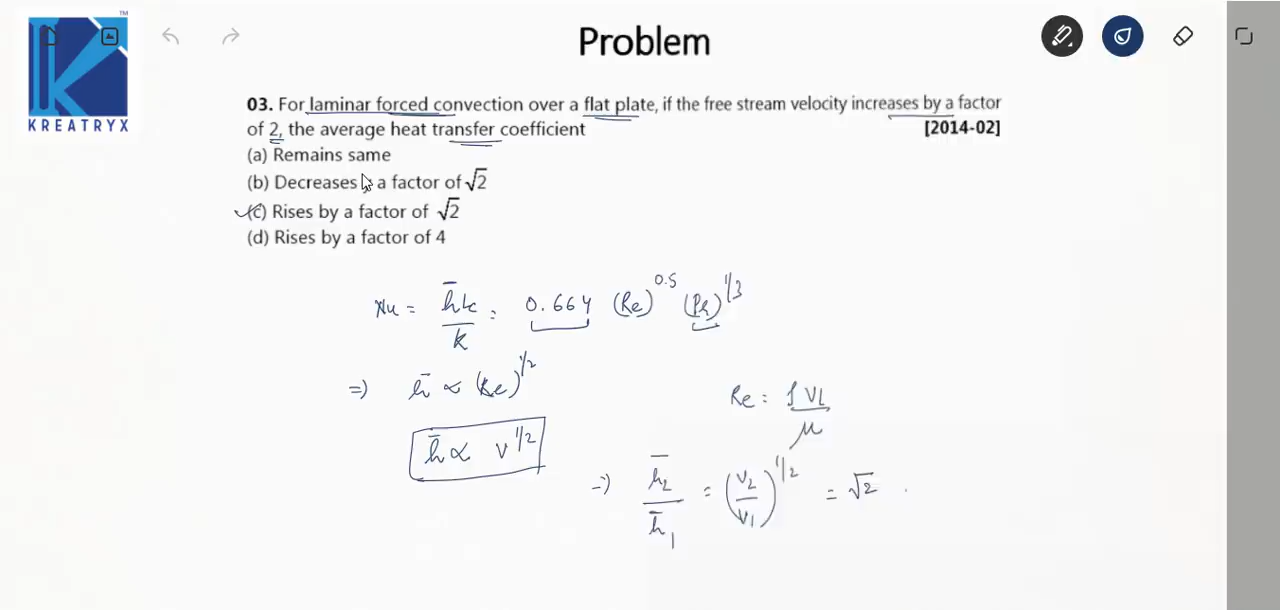 Problem
TM
KREATRYX
03. For laminar forced convection over a flat plate, if the free stream velocity increases by a factor
of 2, the average heat transfer coefficient [2014-02]
(a) Remains same
(b) Decreases a factor of √2
(c) Rises by a factor of √2
(d) Rises by a factor of 4
Nu = h̄L/k = 0.664 (Re)^0.5 (Pr)^1/3
=) h̄ ∝ (Re)^1/2
Re = ρVL/μ
h̄ ∝ V^1/2
=) h̄₂/h̄₁ = (V₂/V₁)^1/2 = √2